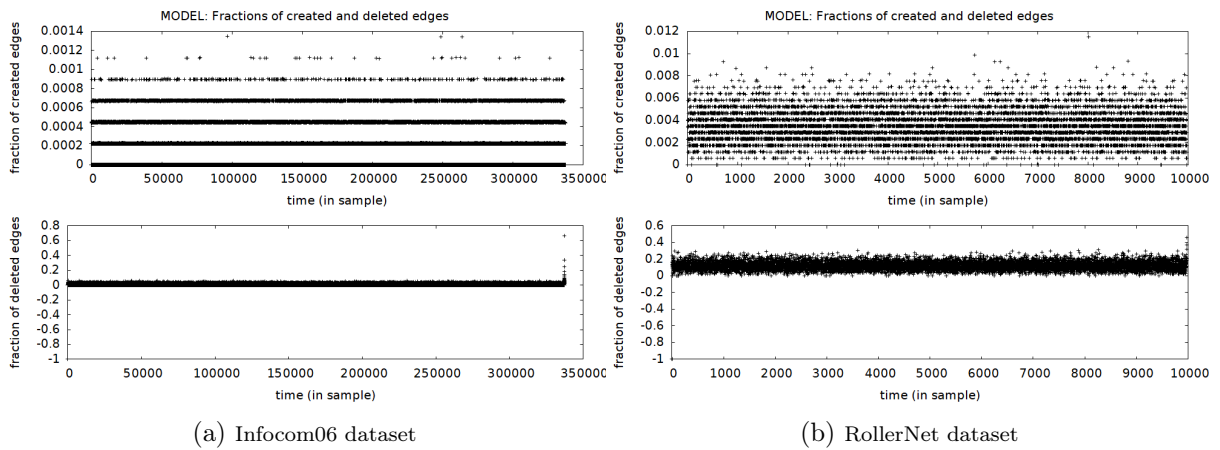 MODEL: Fractions of created and deleted edges
fraction of created edges
0.0014
0.0012
0.001
0.0008
0.0006
0.0004
0.0002
0
0 50000 100000 150000 200000 250000 300000 350000
time (in sample)
fraction of deleted edges
0.8
0.6
0.4
0.2
0
-0.2
-0.4
-0.6
-0.8
-1
0 50000 100000 150000 200000 250000 300000 350000
time (in sample)
(a) Infocom06 dataset
MODEL: Fractions of created and deleted edges
fraction of created edges
0.012
0.01
0.008
0.006
0.004
0.002
0
0 1000 2000 3000 4000 5000 6000 7000 8000 9000 10000
time (in sample)
fraction of deleted edges
0.6
0.4
0.2
0
-0.2
-0.4
-0.6
-0.8
-1
0 1000 2000 3000 4000 5000 6000 7000 8000 9000 10000
time (in sample)
(b) RollerNet dataset